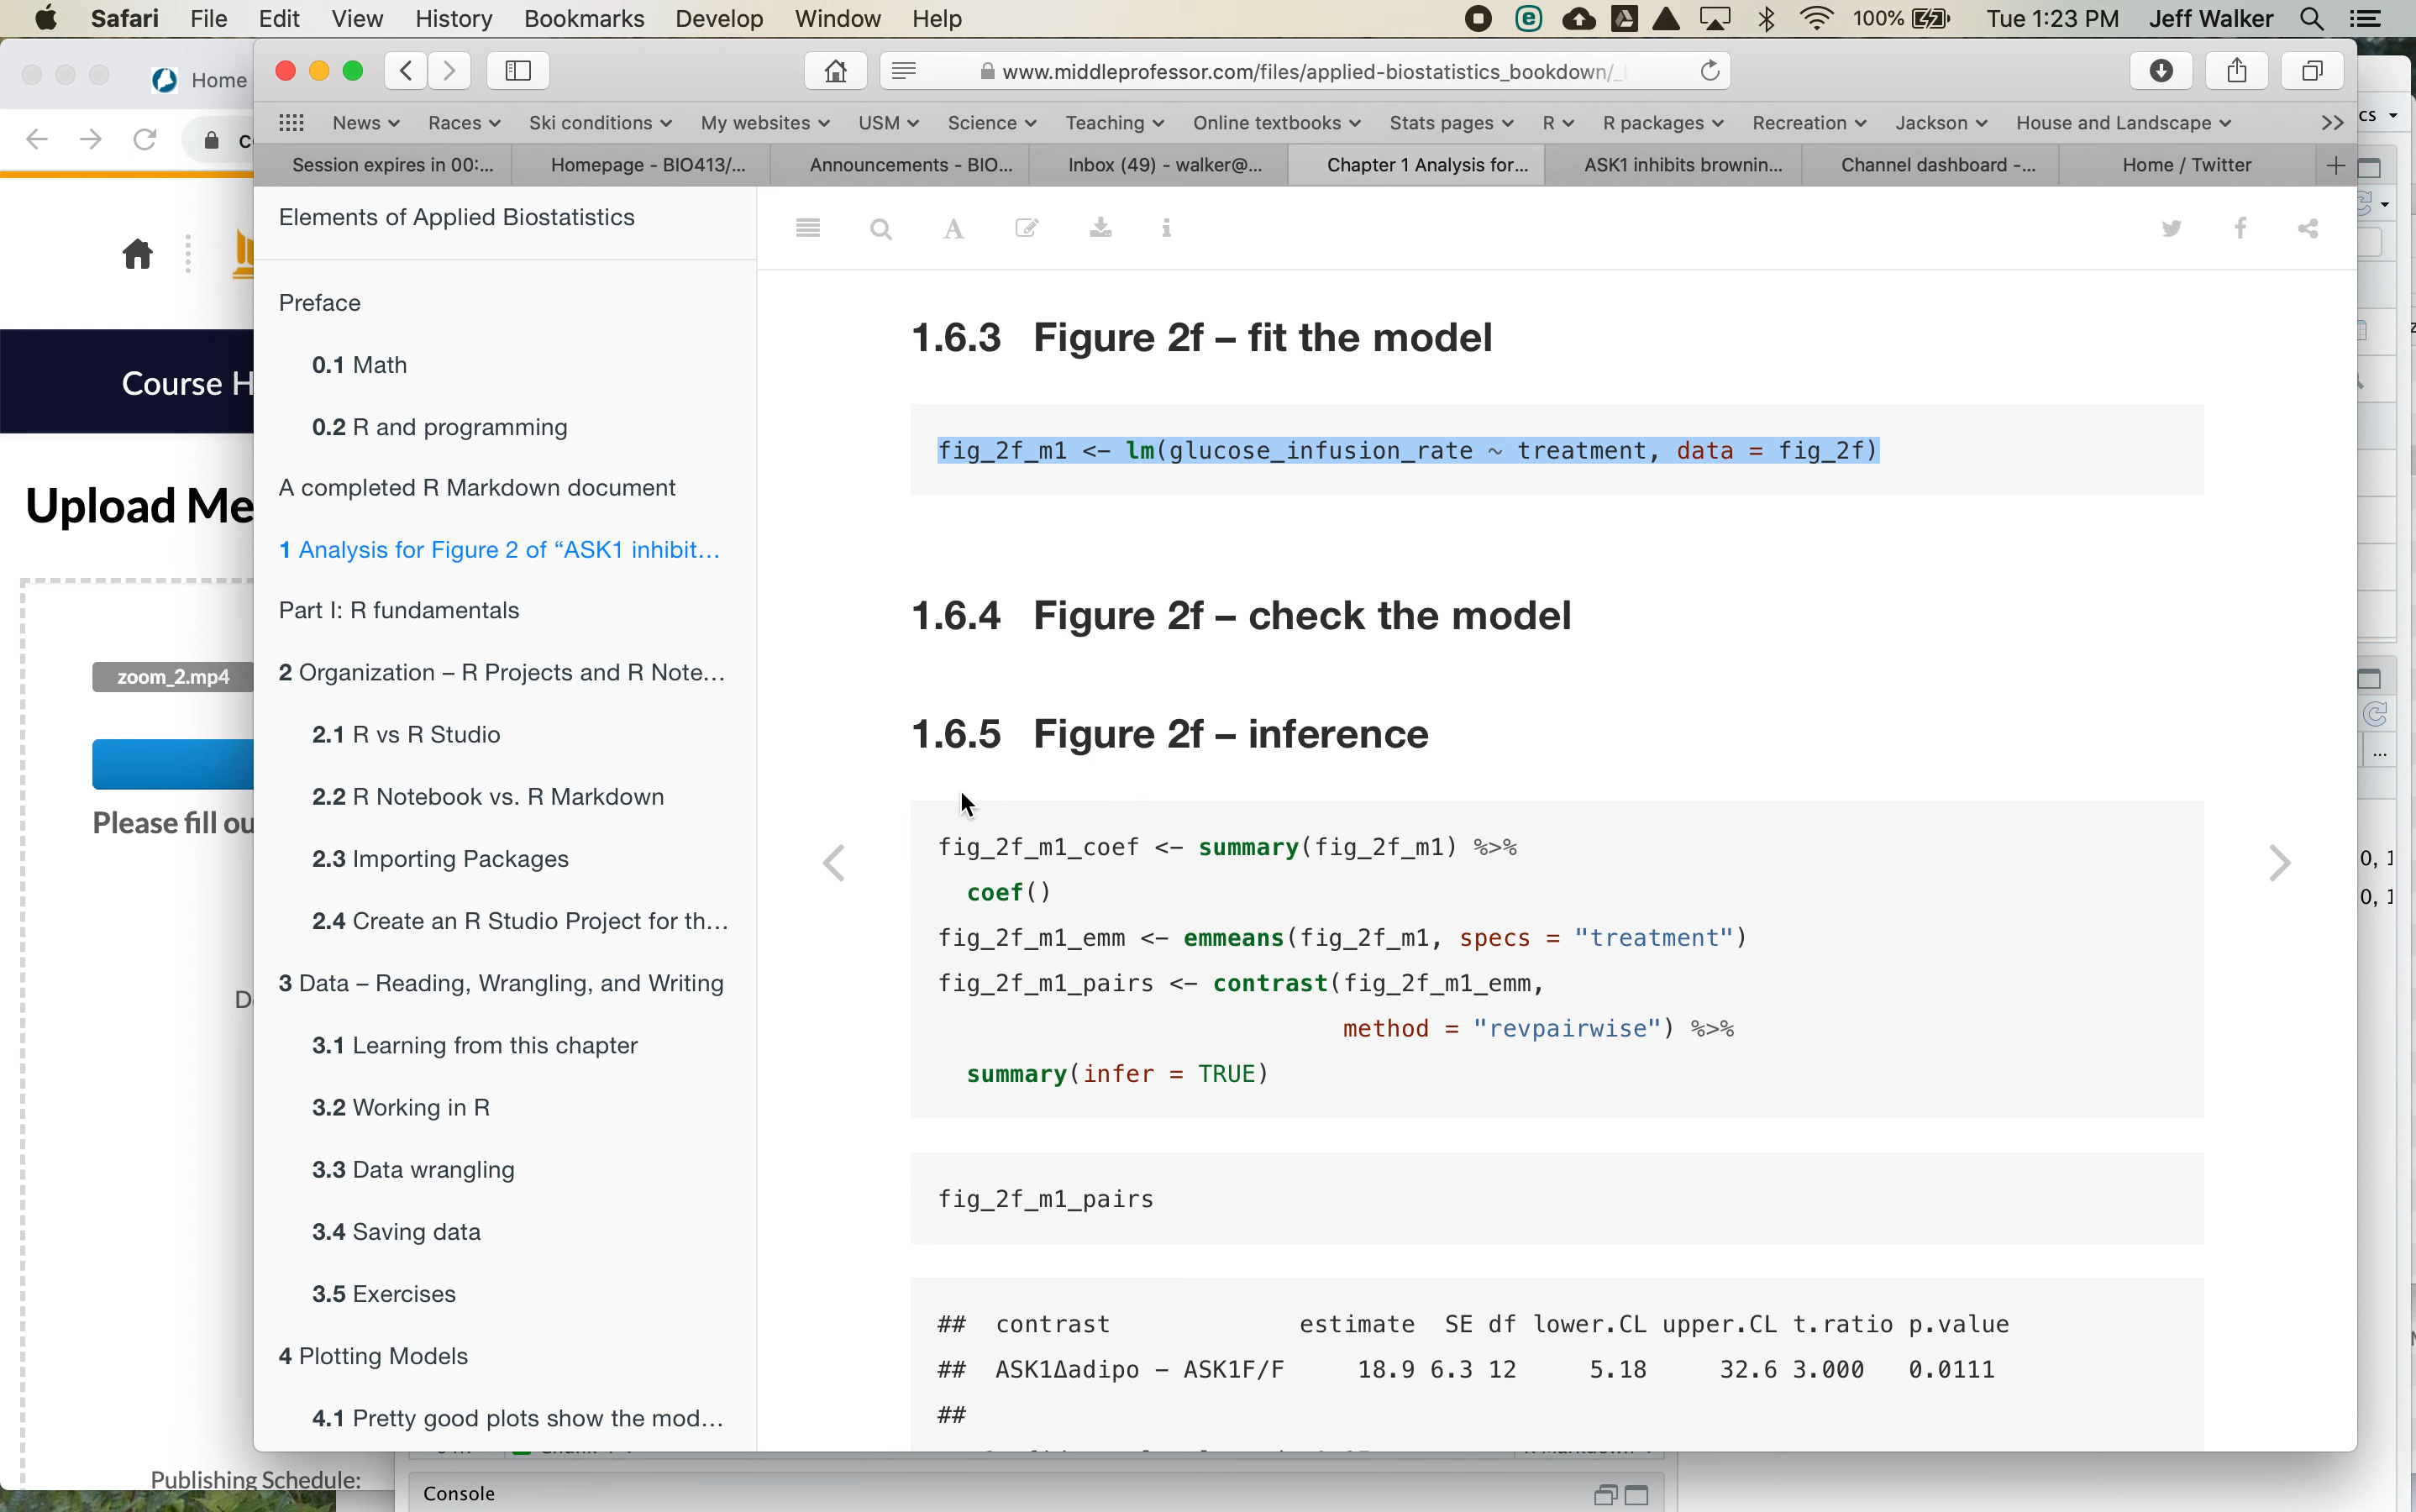 Safari File Edit View History Bookmarks Develop Window Help 100% Tue 1:23 PM Jeff Walker
Home
www.middleprofessor.com/files/applied-biostatistics_bookdown/_
News Races Ski conditions My websites USM Science Teaching Online textbooks Stats pages R R packages Recreation Jackson House and Landscape
Session expires in 00:... Homepage - BIO413/... Announcements - BIO... Inbox (49) - walker@... Chapter 1 Analysis for... ASK1 inhibits brownin... Channel dashboard -... Home / Twitter
Elements of Applied Biostatistics
Preface
0.1 Math
0.2 R and programming
A completed R Markdown document
1 Analysis for Figure 2 of “ASK1 inhibit...
Part I: R fundamentals
2 Organization – R Projects and R Note...
2.1 R vs R Studio
2.2 R Notebook vs. R Markdown
2.3 Importing Packages
2.4 Create an R Studio Project for th...
3 Data – Reading, Wrangling, and Writing
3.1 Learning from this chapter
3.2 Working in R
3.3 Data wrangling
3.4 Saving data
3.5 Exercises
4 Plotting Models
4.1 Pretty good plots show the mod...
1.6.3 Figure 2f – fit the model
fig_2f_m1 <- lm(glucose_infusion_rate ~ treatment, data = fig_2f)
1.6.4 Figure 2f – check the model
1.6.5 Figure 2f – inference
fig_2f_m1_coef <- summary(fig_2f_m1) %>%
coef()
fig_2f_m1_emm <- emmeans(fig_2f_m1, specs = "treatment")
fig_2f_m1_pairs <- contrast(fig_2f_m1_emm,
method = "revpairwise") %>%
summary(infer = TRUE)
fig_2f_m1_pairs
## contrast estimate SE df lower.CL upper.CL t.ratio p.value
## ASK1Δadipo - ASK1F/F 18.9 6.3 12 5.18 32.6 3.000 0.0111
##
Course H
Upload Me
zoom_2.mp4
Please fill ou
Publishing Schedule:
Console
cs
0, 1
0, 1